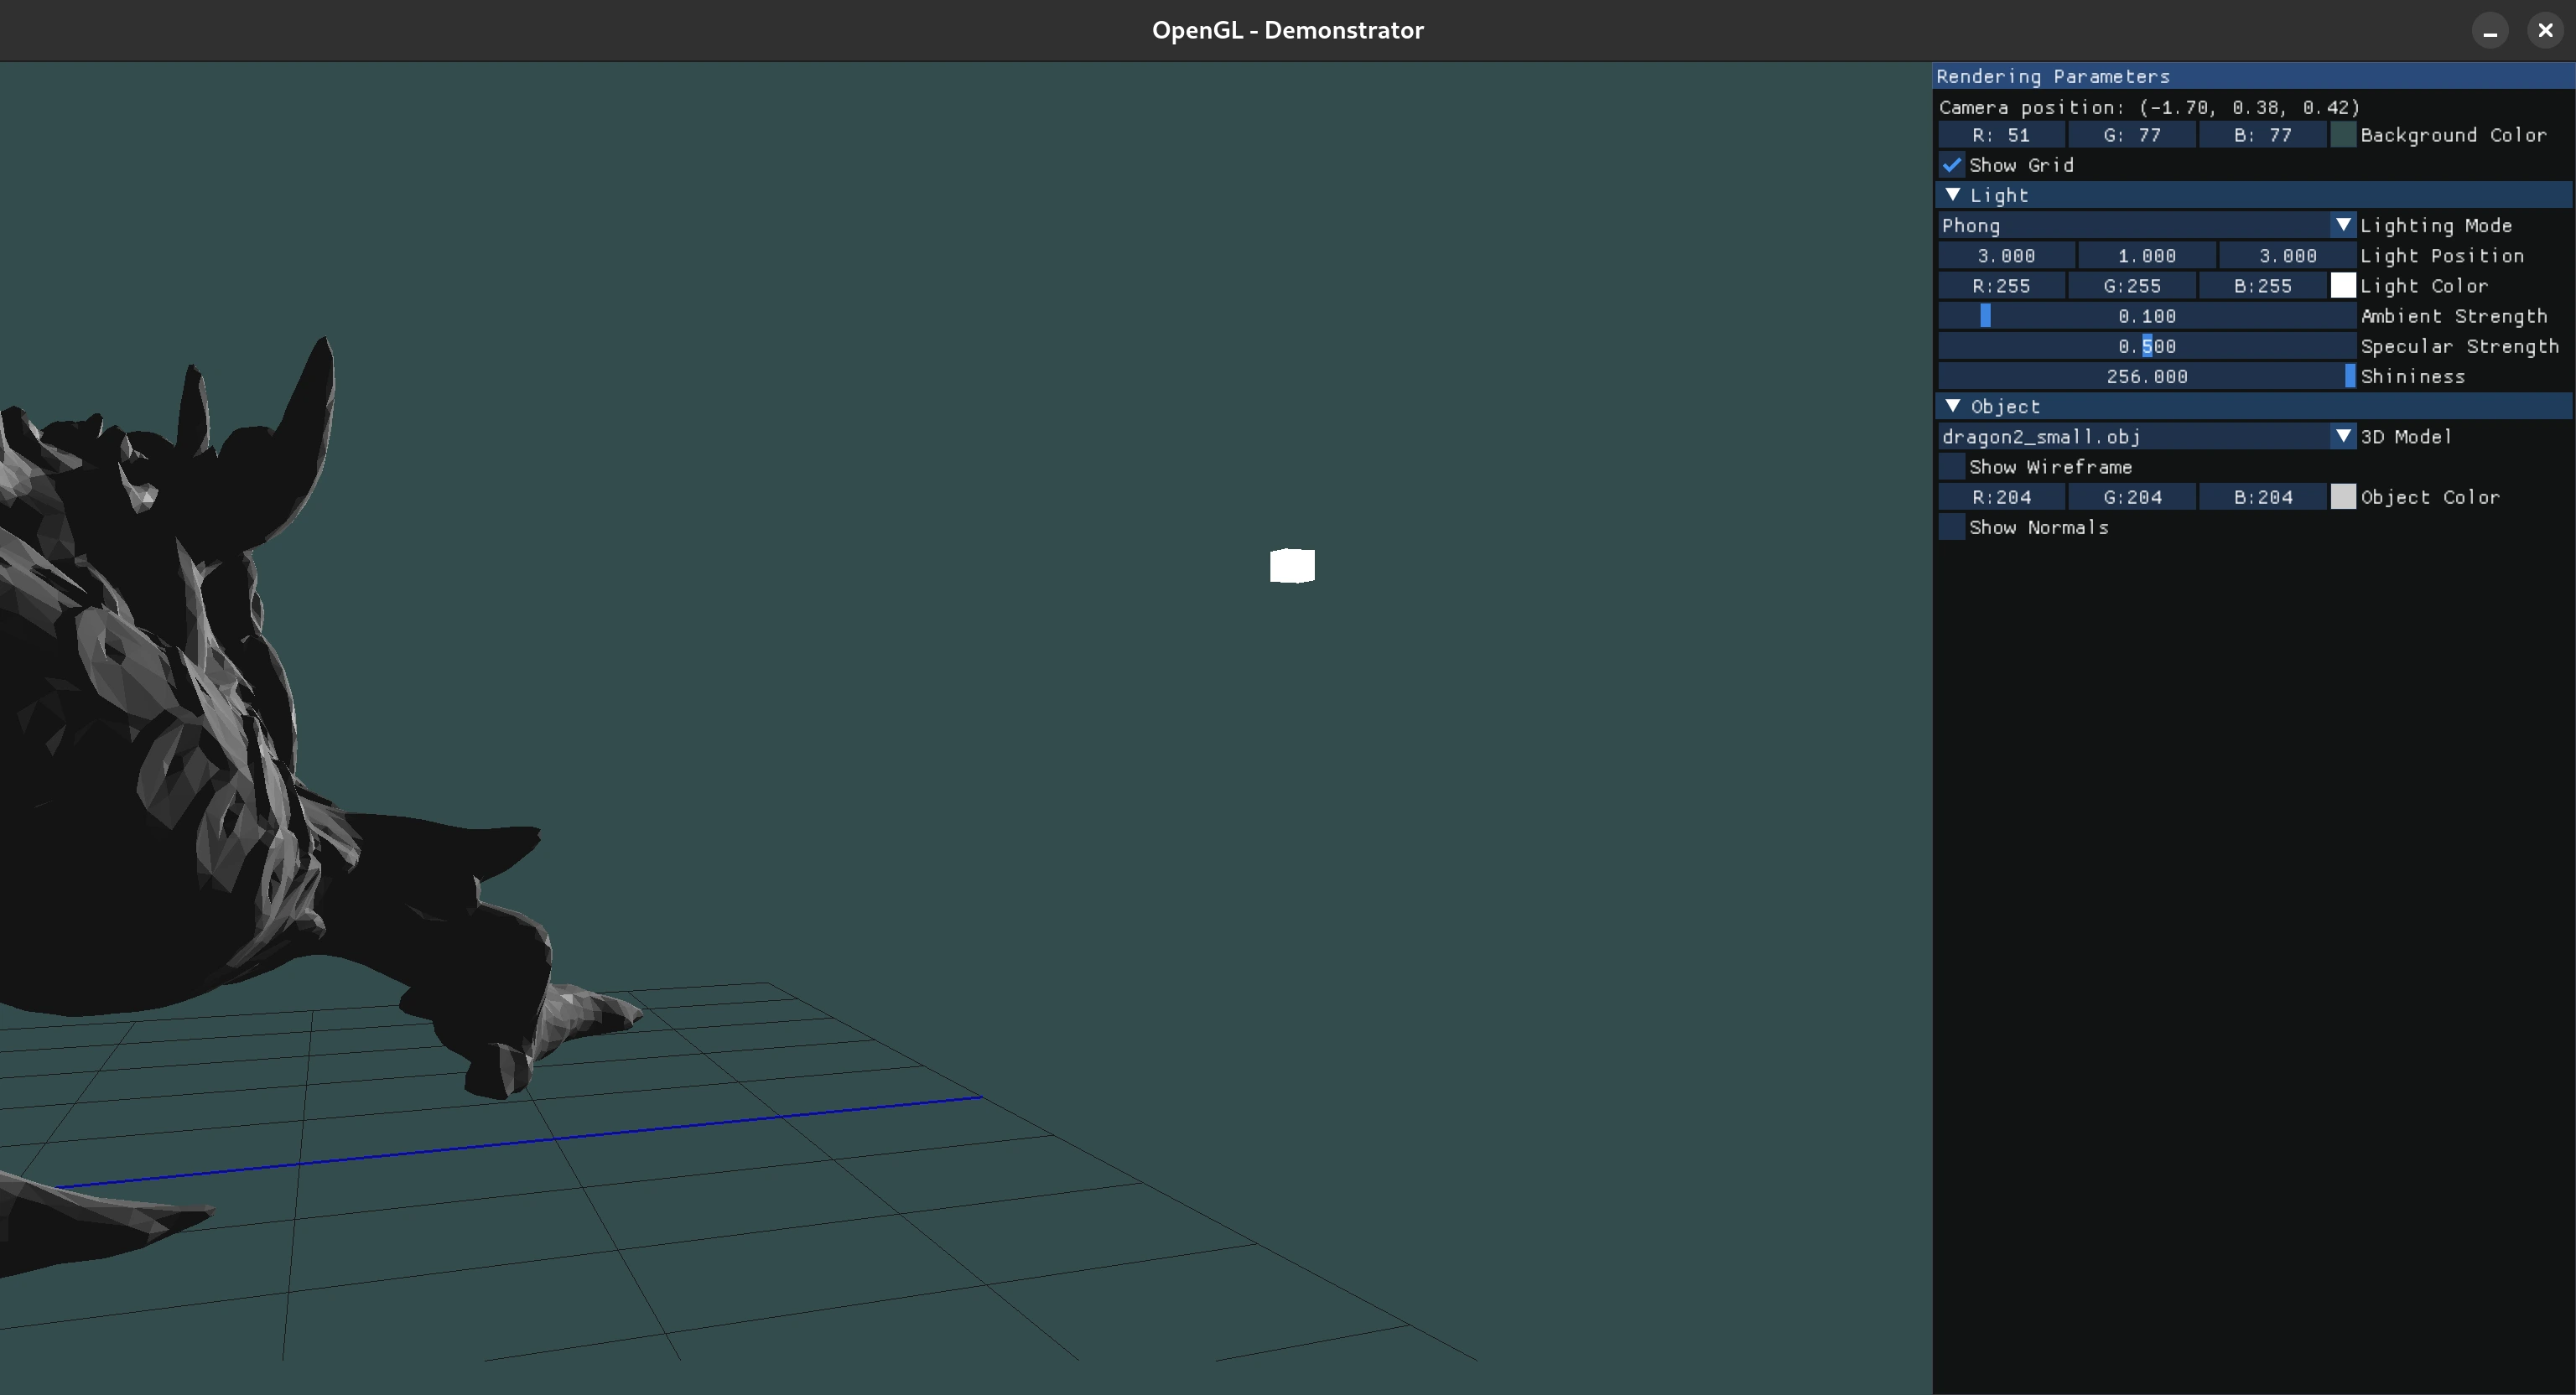 OpenGL - Demonstrator
Rendering Parameters
Camera position: (-1.70, 0.38, 0.42)
R: 51 G: 77 B: 77 Background Color
Show Grid
Light
Phong Lighting Mode
3.000 1.000 3.000 Light Position
R:255 G:255 B:255 Light Color
0.100 Ambient Strength
0.500 Specular Strength
256.000 Shininess
Object
dragon2_small.obj 3D Model
Show Wireframe
R:204 G:204 B:204 Object Color
Show Normals